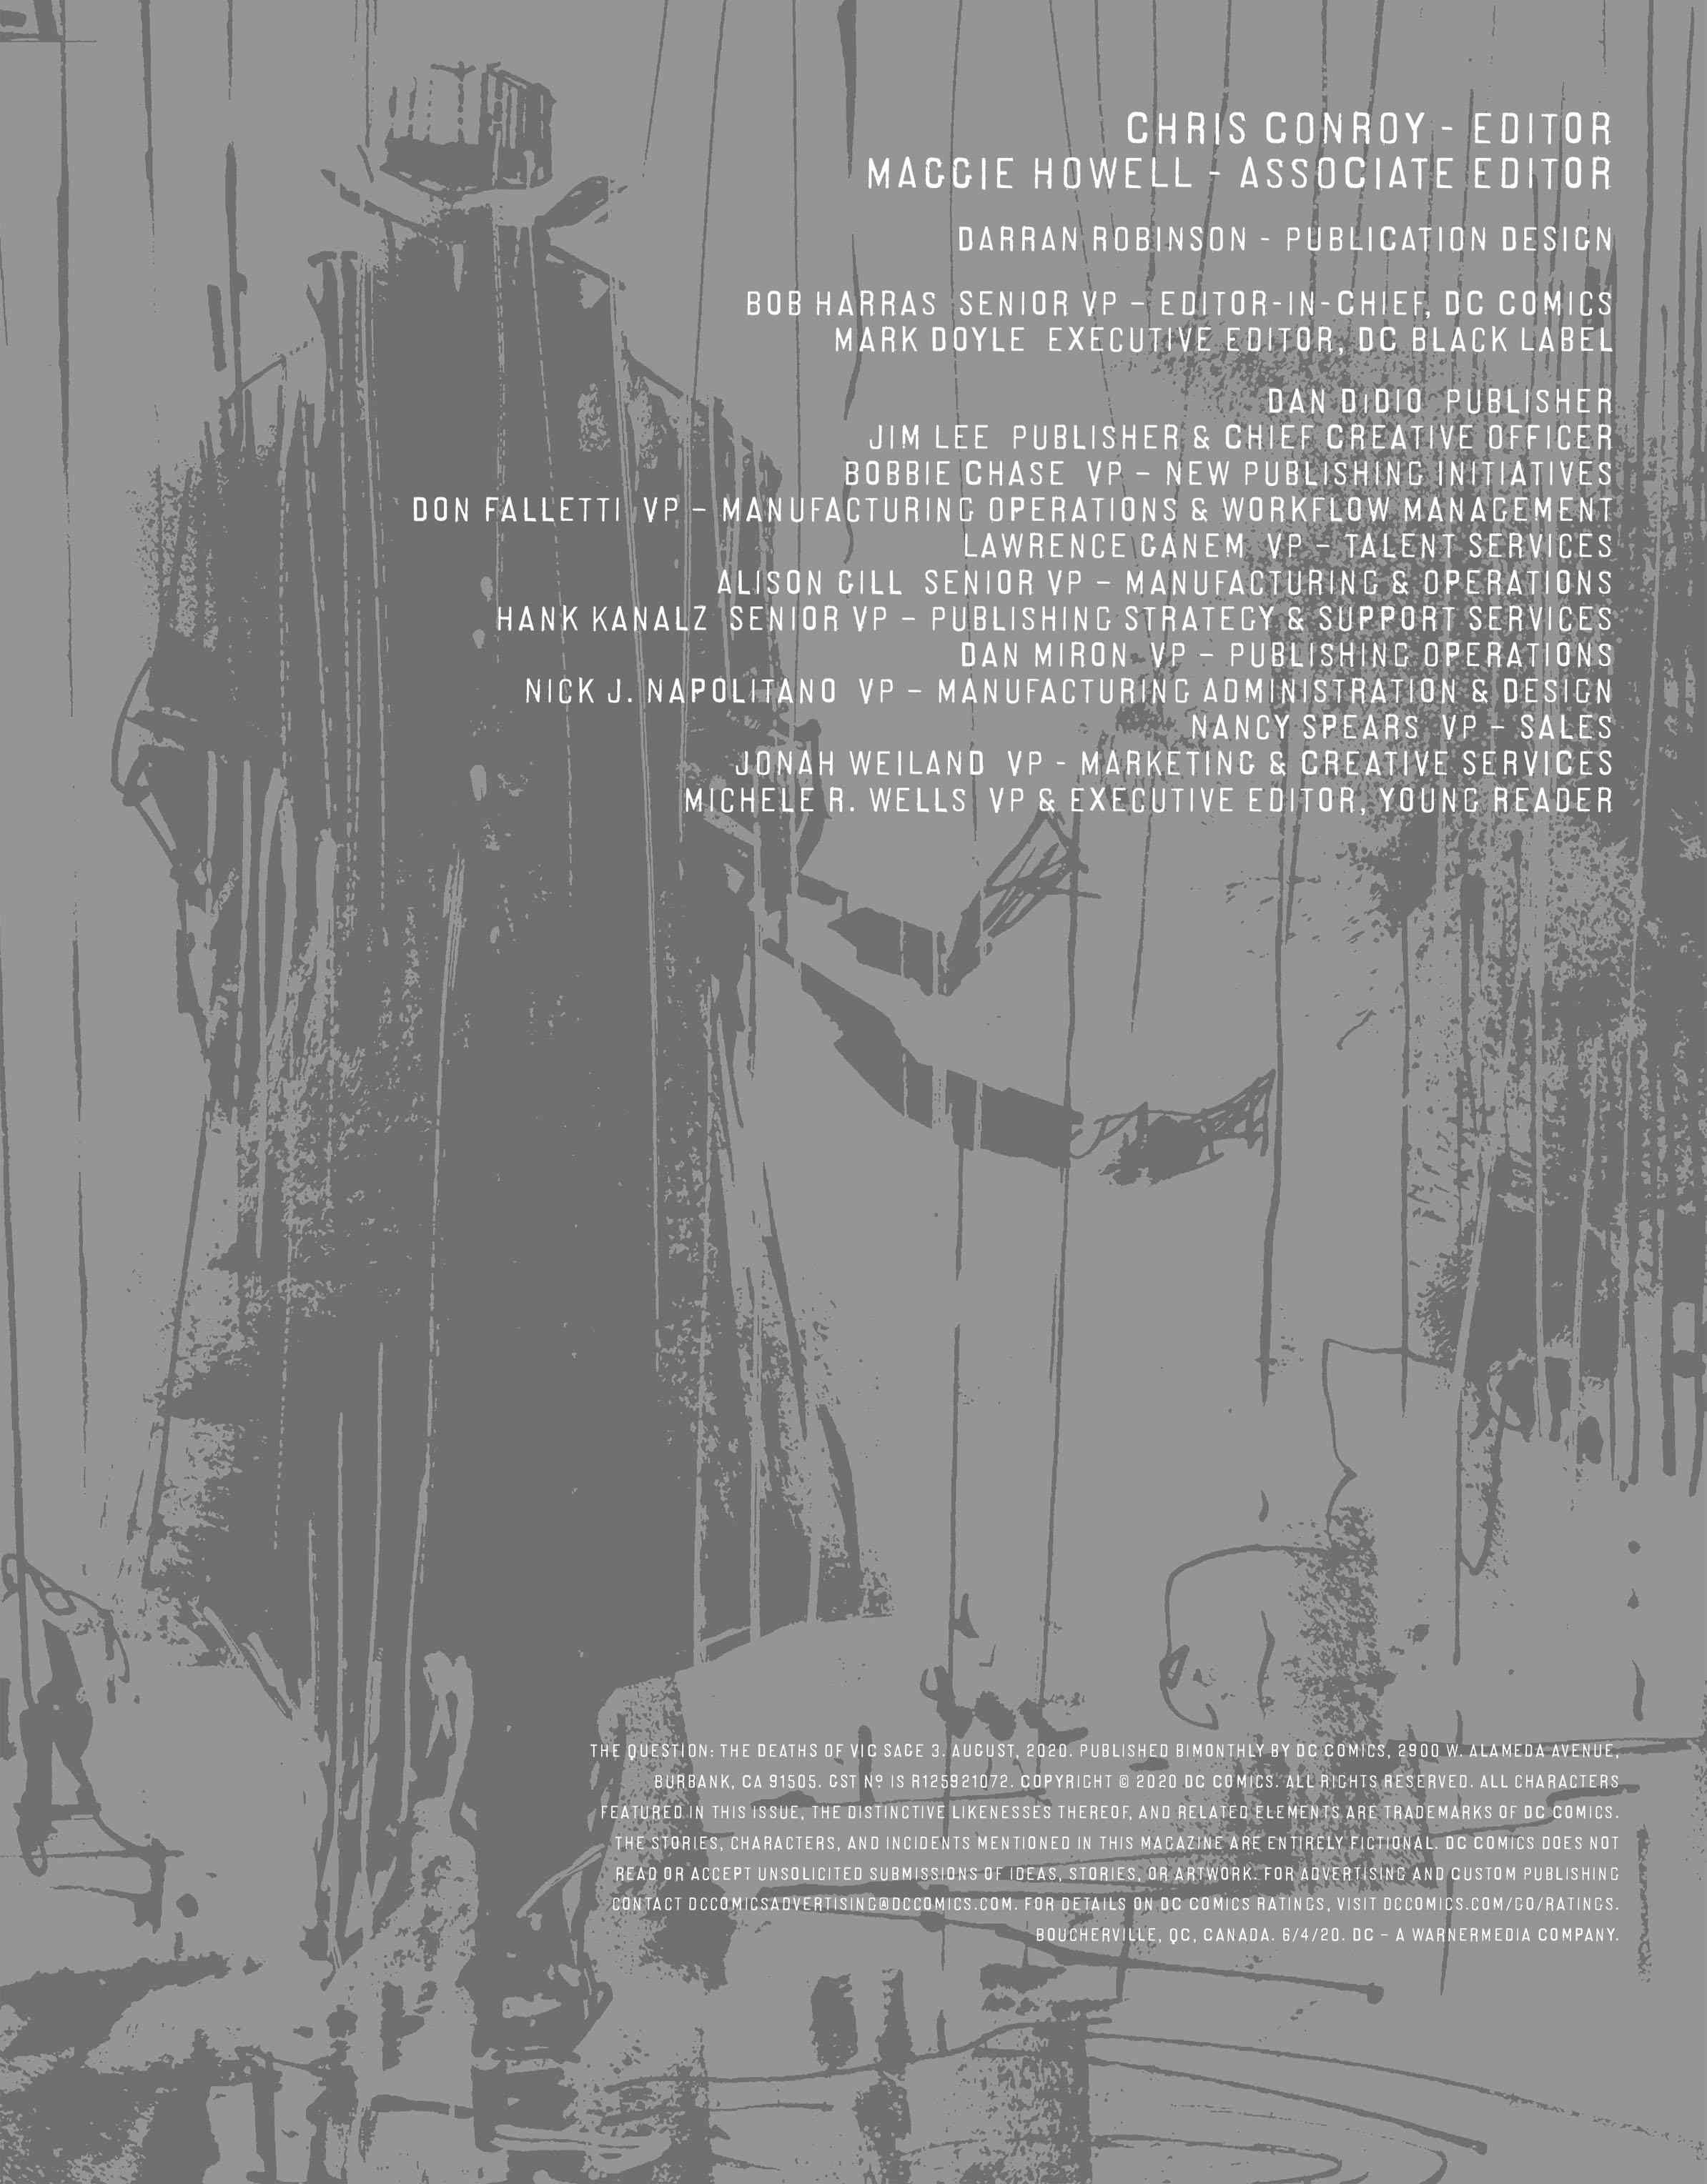 CHRIS CONROY - EDITOR
MAGGIE HOWELL - ASSOCIATE EDITOR
DARRAN ROBINSON - PUBLICATION DESIGN
BOB HARRAS SENIOR VP – EDITOR-IN-CHIEF, DC COMICS
MARK DOYLE EXECUTIVE EDITOR, DC BLACK LABEL
DAN DiDIO PUBLISHER
JIM LEE PUBLISHER & CHIEF CREATIVE OFFICER
BOBBIE CHASE VP – NEW PUBLISHING INITIATIVES
DON FALLETTI VP – MANUFACTURING OPERATIONS & WORKFLOW MANAGEMENT
LAWRENCE GANEM VP – TALENT SERVICES
ALISON GILL SENIOR VP – MANUFACTURING & OPERATIONS
HANK KANALZ SENIOR VP – PUBLISHING STRATEGY & SUPPORT SERVICES
DAN MIRON VP – PUBLISHING OPERATIONS
NICK J. NAPOLITANO VP – MANUFACTURING ADMINISTRATION & DESIGN
NANCY SPEARS VP – SALES
JONAH WEILAND VP - MARKETING & CREATIVE SERVICES
MICHELE R. WELLS VP & EXECUTIVE EDITOR, YOUNG READER
THE QUESTION: THE DEATHS OF VIC SAGE 3. AUGUST, 2020. PUBLISHED BIMONTHLY BY DC COMICS, 2900 W. ALAMEDA AVENUE,
BURBANK, CA 91505. GST Nº IS R125921072. COPYRIGHT © 2020 DC COMICS. ALL RIGHTS RESERVED. ALL CHARACTERS
FEATURED IN THIS ISSUE, THE DISTINCTIVE LIKENESSES THEREOF, AND RELATED ELEMENTS ARE TRADEMARKS OF DC COMICS.
THE STORIES, CHARACTERS, AND INCIDENTS MENTIONED IN THIS MAGAZINE ARE ENTIRELY FICTIONAL. DC COMICS DOES NOT
READ OR ACCEPT UNSOLICITED SUBMISSIONS OF IDEAS, STORIES, OR ARTWORK. FOR ADVERTISING AND CUSTOM PUBLISHING
CONTACT DCCOMICSADVERTISING@DCCOMICS.COM. FOR DETAILS ON DC COMICS RATINGS, VISIT DCCOMICS.COM/GO/RATINGS.
BOUCHERVILLE, QC, CANADA. 6/4/20. DC – A WARNERMEDIA COMPANY.